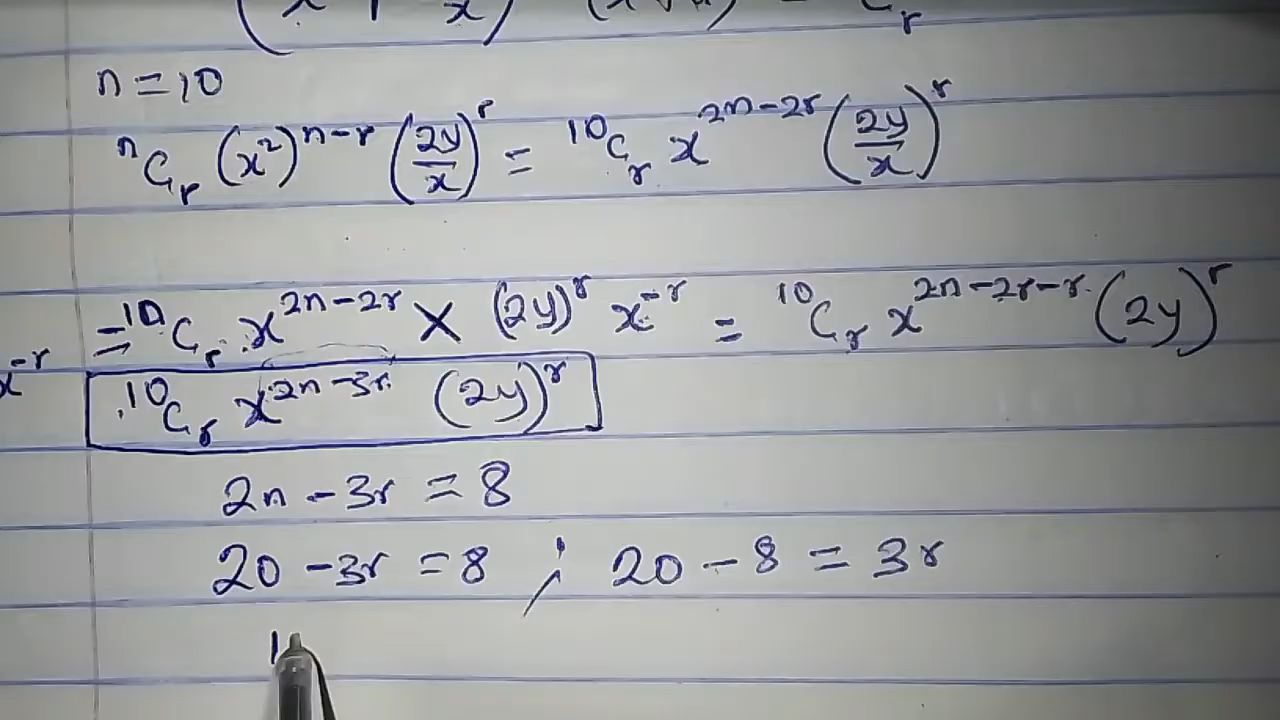 n = 10
ⁿCᵣ (x²)ⁿ⁻ʳ (2y/x)ʳ = ¹⁰Cᵣ x²ⁿ⁻²ʳ (2y/x)ʳ
= ¹⁰Cᵣ . x²ⁿ⁻²ʳ × (2y)ʳ x⁻ʳ = ¹⁰Cᵣ x²ⁿ⁻²ʳ⁻ʳ (2y)ʳ
x⁻ʳ
¹⁰Cᵣ x²ⁿ⁻³ʳ (2y)ʳ
2n - 3r = 8
20 - 3r = 8 ; 20 - 8 = 3r
1